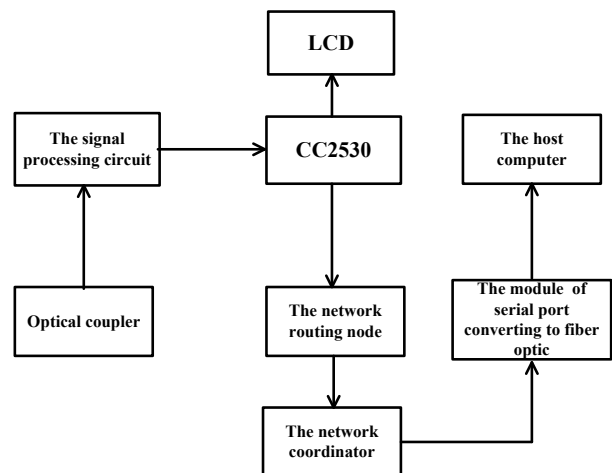 LCD
The signal
processing circuit
CC2530
The host
computer
Optical coupler
The network
routing node
The module of
serial port
converting to fiber
optic
The network
coordinator